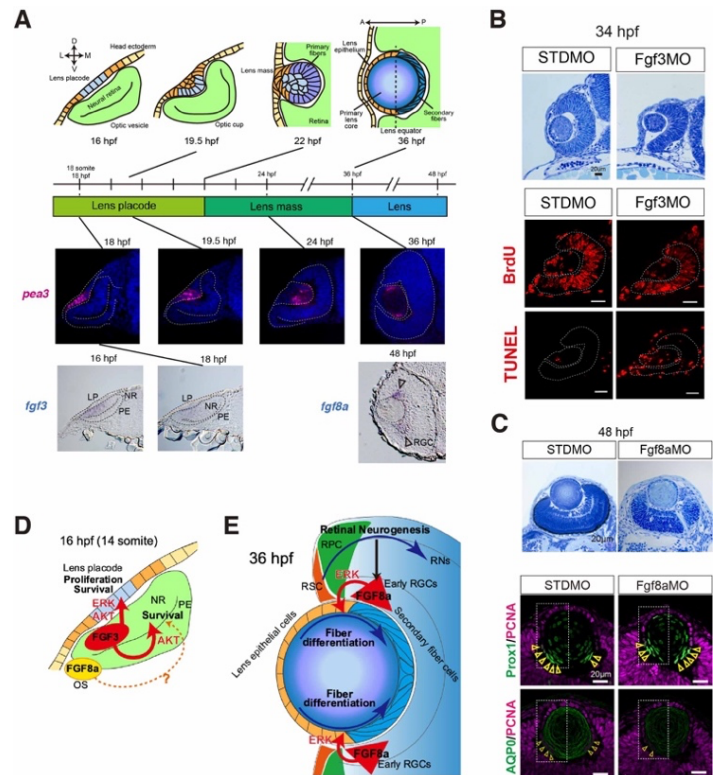 A
D
L M
V
Head ectoderm
Lens placode
Neural retina
Optic vesicle
Optic cup
Lens mass
Primary
fibers
Retina
A P
Lens
epithelium
Primary
lens
core
Secondary
fibers
Lens equator
16 hpf
19.5 hpf
22 hpf
36 hpf
18 hpf
24 hpf
36 hpf
48 hpf
Lens placode
Lens mass
Lens
18 hpf
19.5 hpf
24 hpf
36 hpf
pea3
16 hpf
18 hpf
48 hpf
fgf3
LP
NR
PE
LP
NR
PE
fgf8a
RGC
B
34 hpf
STDMO
Fgf3MO
20μm
STDMO
Fgf3MO
BrdU
TUNEL
C
48 hpf
STDMO
Fgf8aMO
20μm
STDMO
Fgf8aMO
Prox1/PCNA
20μm
AQP0/PCNA
D
16 hpf (14 somite)
Lens placode
Proliferation
Survival
ERK
AKT
NR
PE
Survival
FGF3
AKT
FGF8a
OS
?
E
36 hpf
Retinal Neurogenesis
RPC
RNs
RSC
ERK
Early RGCs
FGF8a
Lens epithelial cells
Fiber
differentiation
Secondary fiber cells
Fiber
differentiation
ERK
FGF8a
Early RGCs